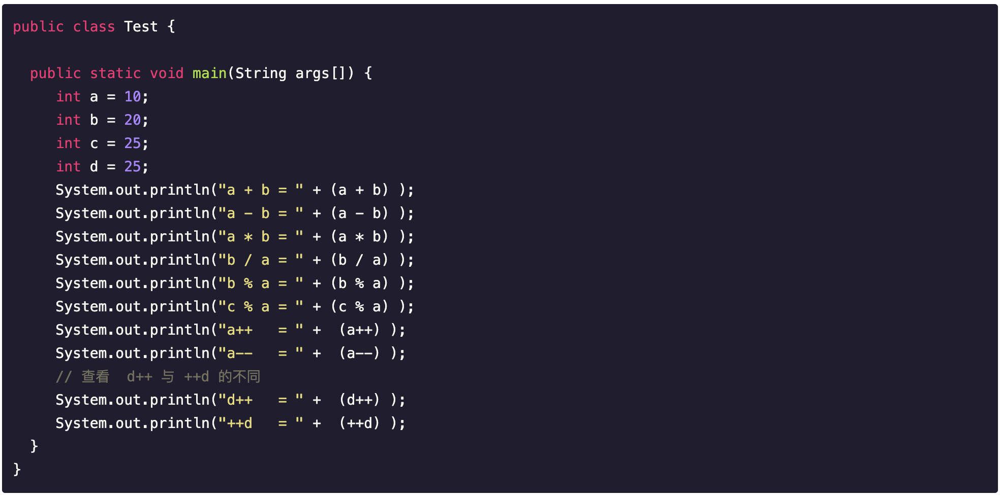 public class Test {

  public static void main(String args[]) {
     int a = 10;
     int b = 20;
     int c = 25;
     int d = 25;
     System.out.println("a + b = " + (a + b) );
     System.out.println("a - b = " + (a - b) );
     System.out.println("a * b = " + (a * b) );
     System.out.println("b / a = " + (b / a) );
     System.out.println("b % a = " + (b % a) );
     System.out.println("c % a = " + (c % a) );
     System.out.println("a++   = " +  (a++) );
     System.out.println("a--   = " +  (a--) );
     // 查看  d++ 与 ++d 的不同
     System.out.println("d++   = " +  (d++) );
     System.out.println("++d   = " +  (++d) );
  }
}